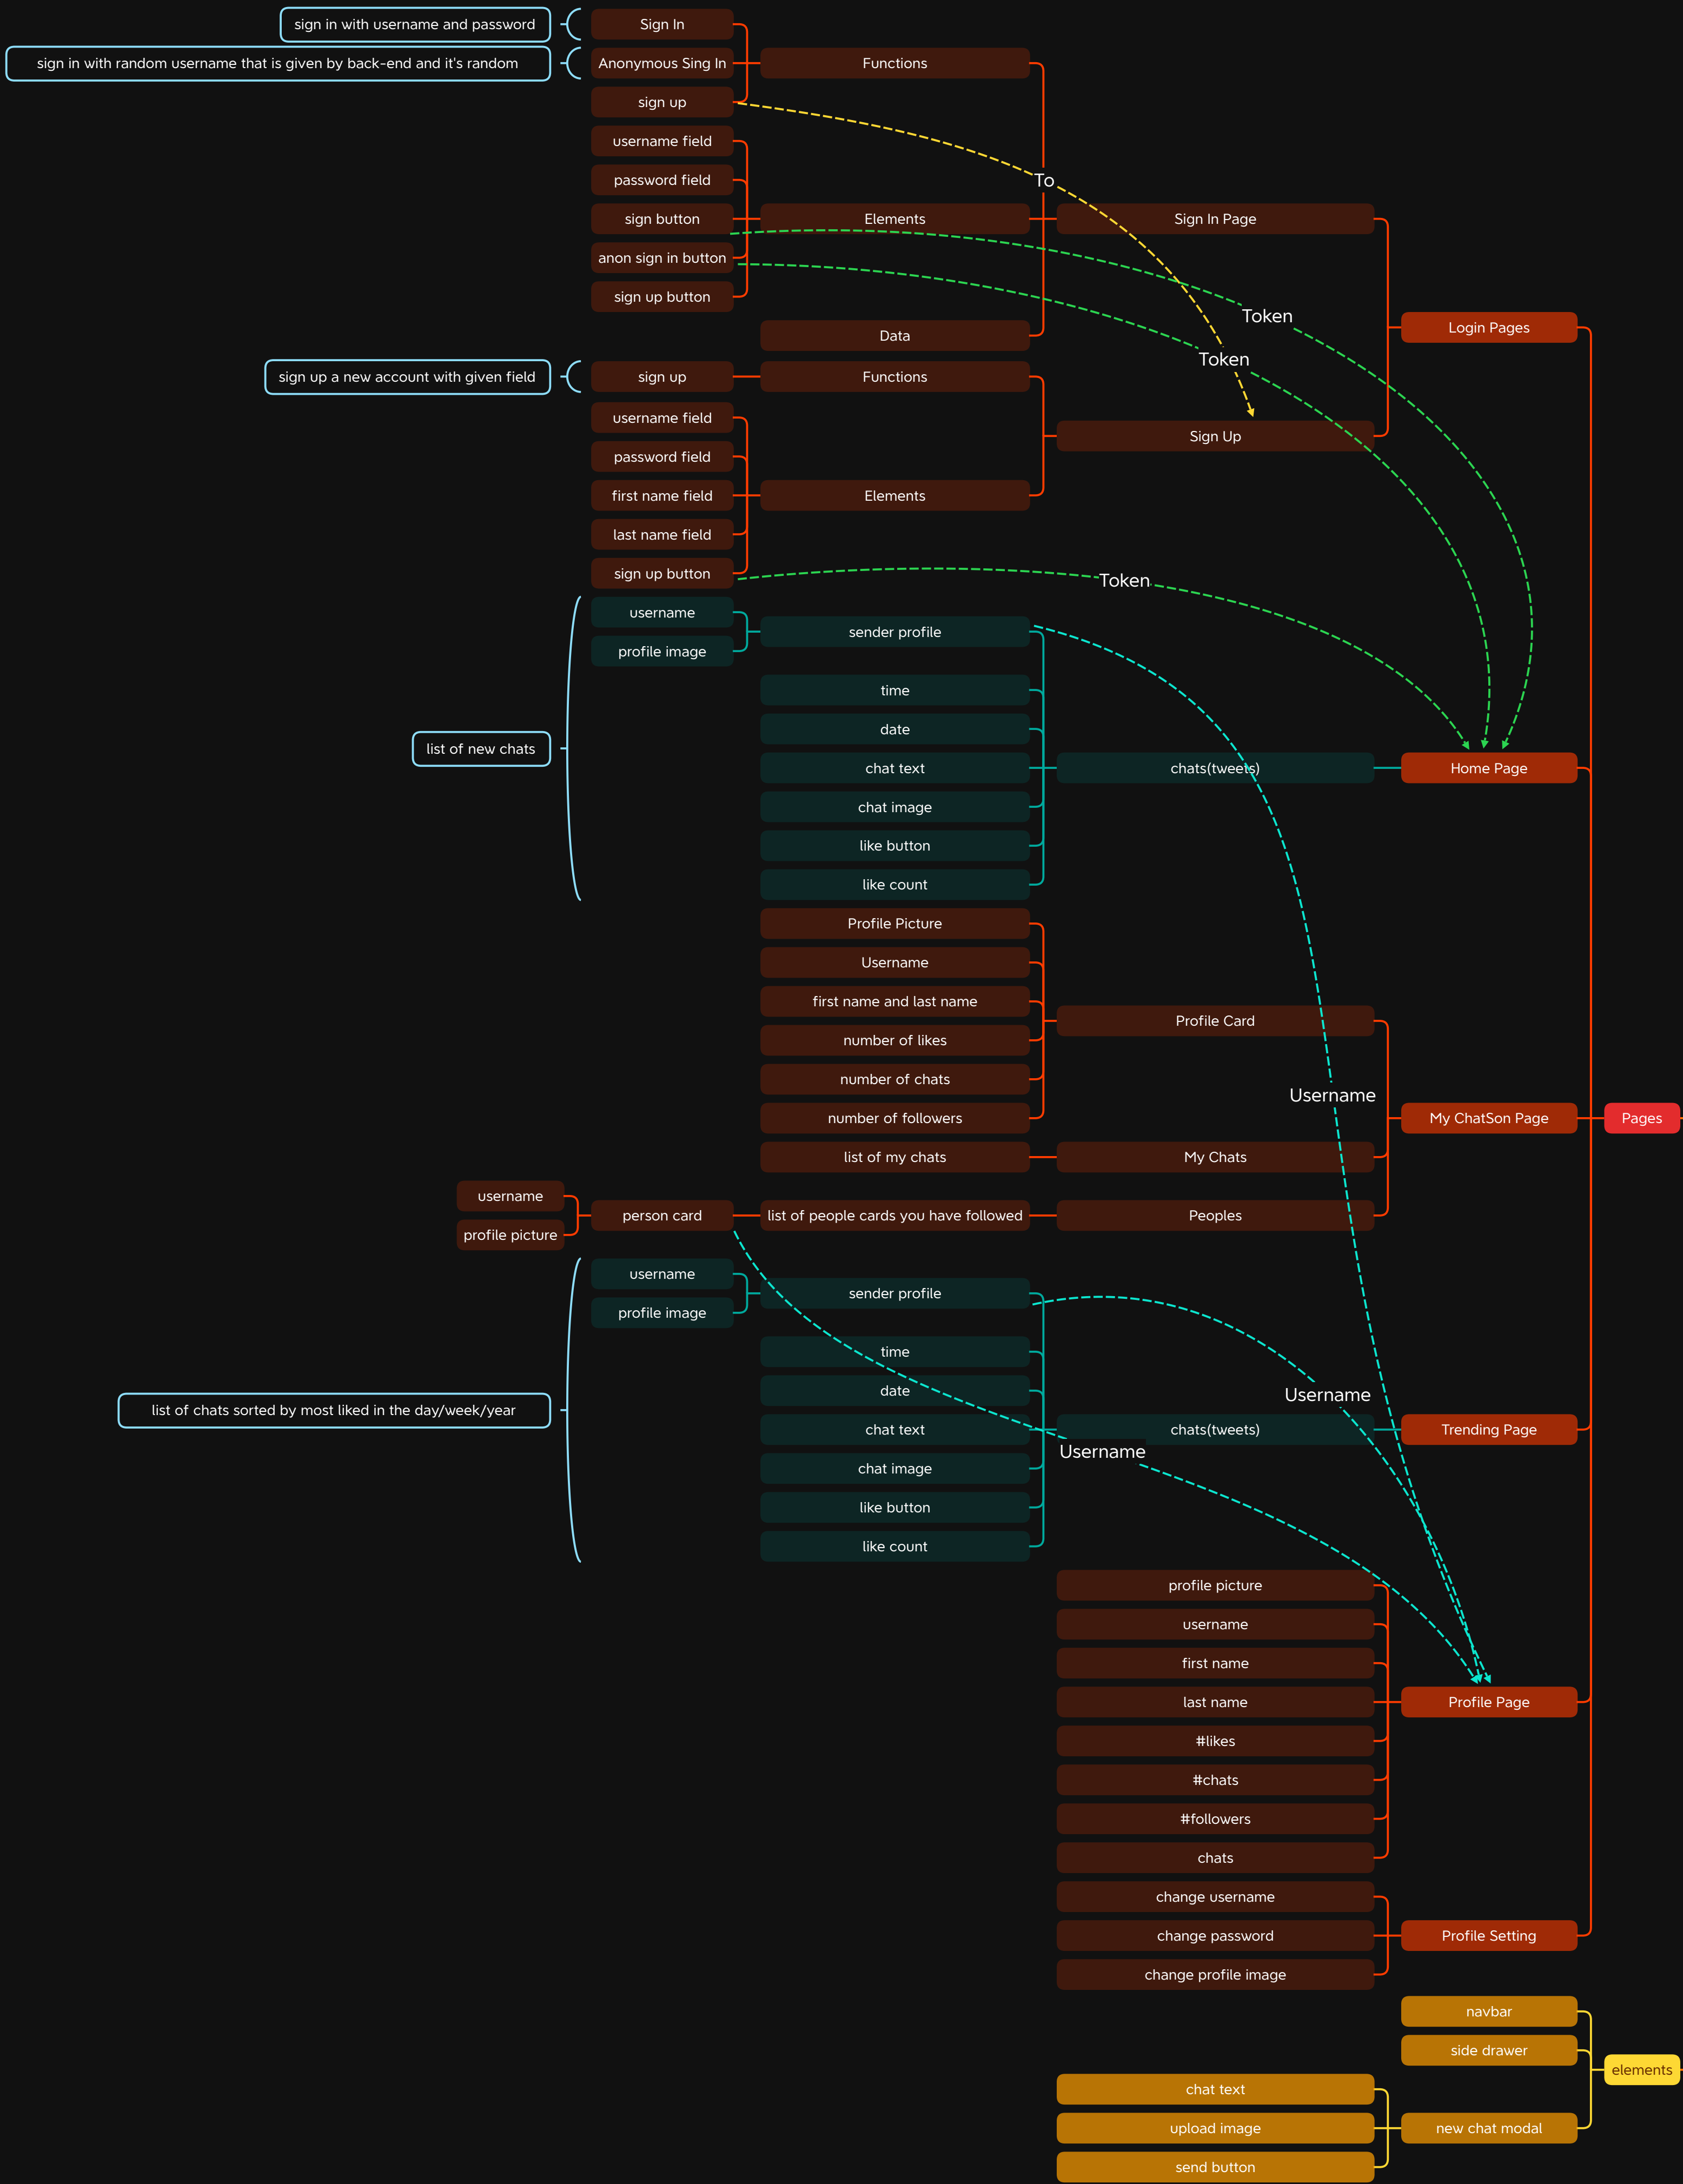 sign in with username and password
Sign In
sign in with random username that is given by back-end and it's random
Anonymous Sing In
Functions
sign up
username field
To
password field
sign button
Elements
Sign In Page
anon sign in button
sign up button
Token
Login Pages
Data
Token
sign up a new account with given field
sign up
Functions
username field
Sign Up
password field
first name field
Elements
last name field
sign up button
Token
username
sender profile
profile image
time
date
list of new chats
chat text
chats(tweets)
Home Page
chat image
like button
like count
Profile Picture
Username
first name and last name
Profile Card
number of likes
number of chats
Username
number of followers
My ChatSon Page
Pages
list of my chats
My Chats
username
person card
list of people cards you have followed
Peoples
profile picture
username
sender profile
profile image
time
date
Username
list of chats sorted by most liked in the day/week/year
chat text
chats(tweets)
Trending Page
Username
chat image
like button
like count
profile picture
username
first name
last name
Profile Page
#likes
#chats
#followers
chats
change username
change password
Profile Setting
change profile image
navbar
side drawer
elements
chat text
upload image
new chat modal
send button